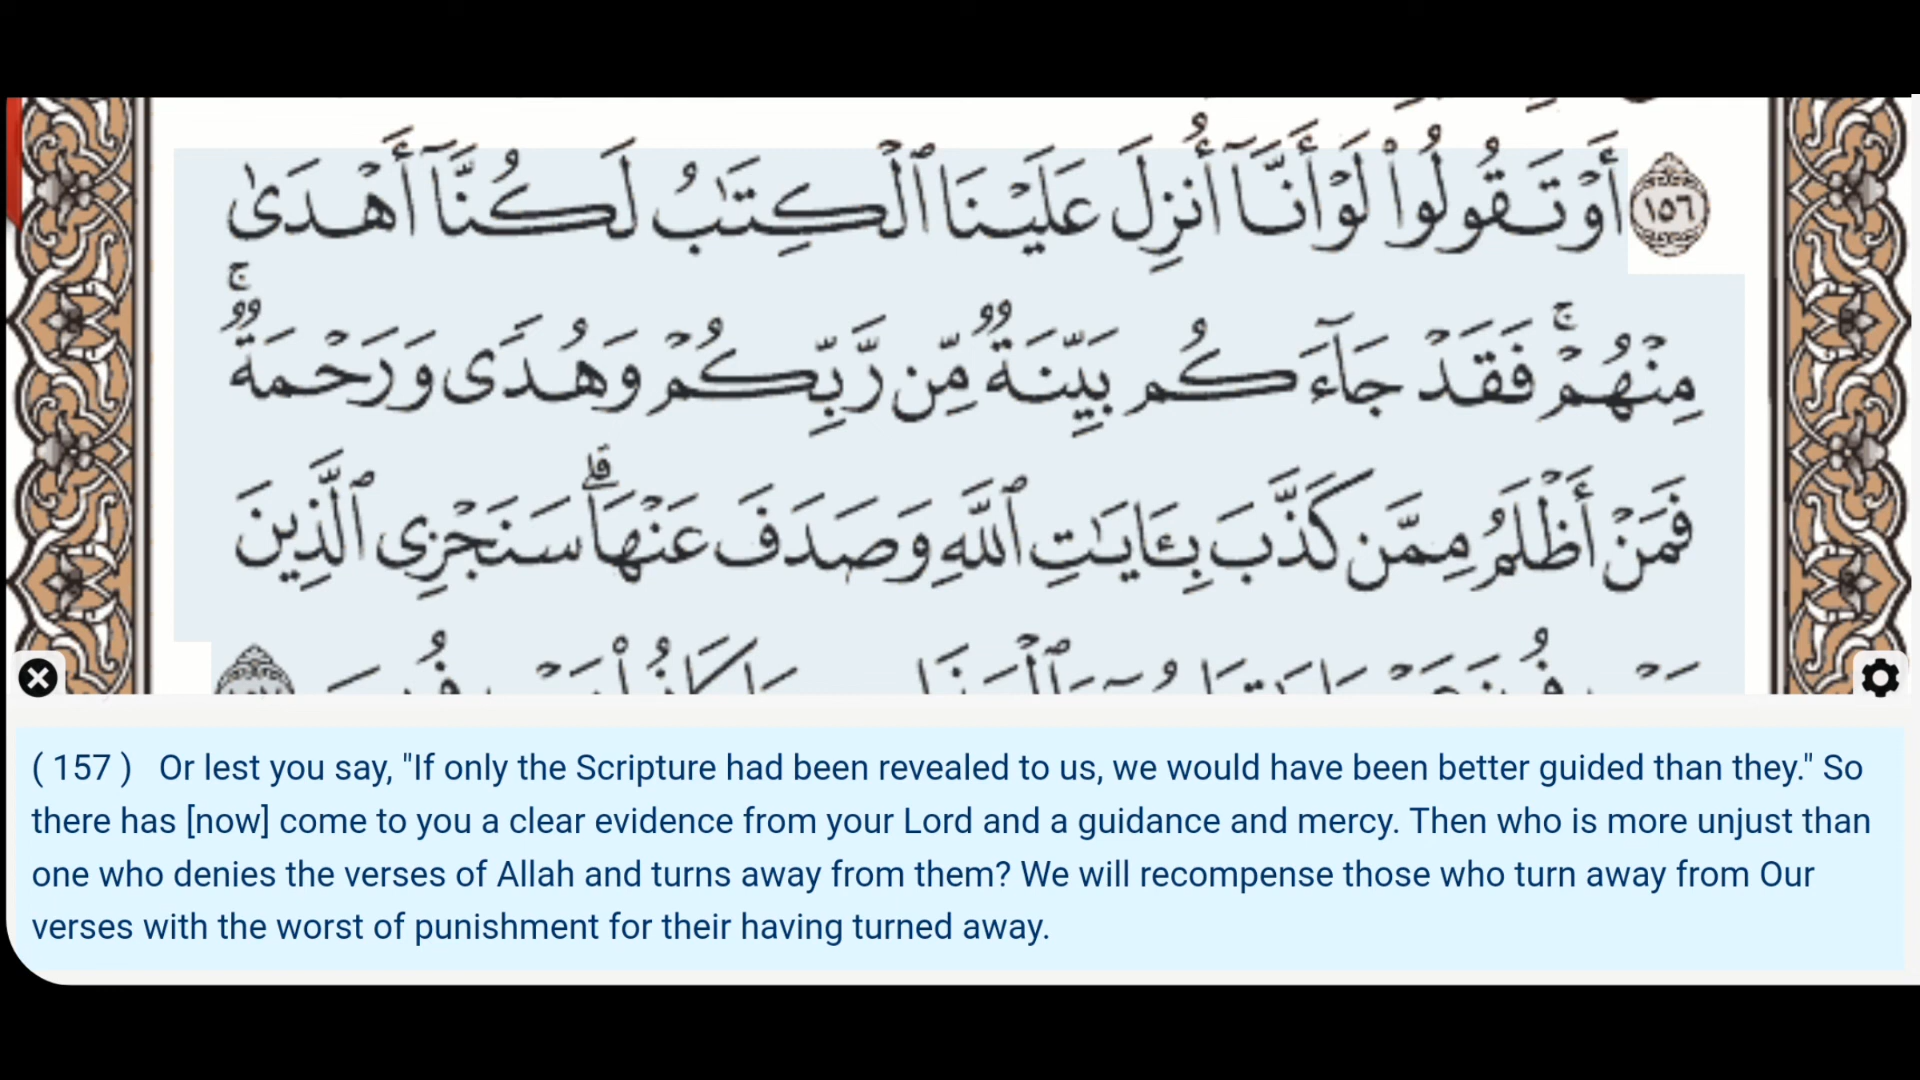 ١٥٦ أَوْ تَقُولُوا۟ لَوْ أَنَّآ أُنزِلَ عَلَيْنَا ٱلْكِتَٰبُ لَكُنَّآ أَهْدَىٰ
مِنْهُمْ ۚ فَقَدْ جَآءَكُم بَيِّنَةٌ مِّن رَّبِّكُمْ وَهُدًى وَرَحْمَةٌ ۚ
فَمَنْ أَظْلَمُ مِمَّن كَذَّبَ بِـَٔايَٰتِ ٱللَّهِ وَصَدَفَ عَنْهَا ۗ سَنَجْزِى ٱلَّذِينَ
( 157 ) Or lest you say, "If only the Scripture had been revealed to us, we would have been better guided than they." So
there has [now] come to you a clear evidence from your Lord and a guidance and mercy. Then who is more unjust than
one who denies the verses of Allah and turns away from them? We will recompense those who turn away from Our
verses with the worst of punishment for their having turned away.